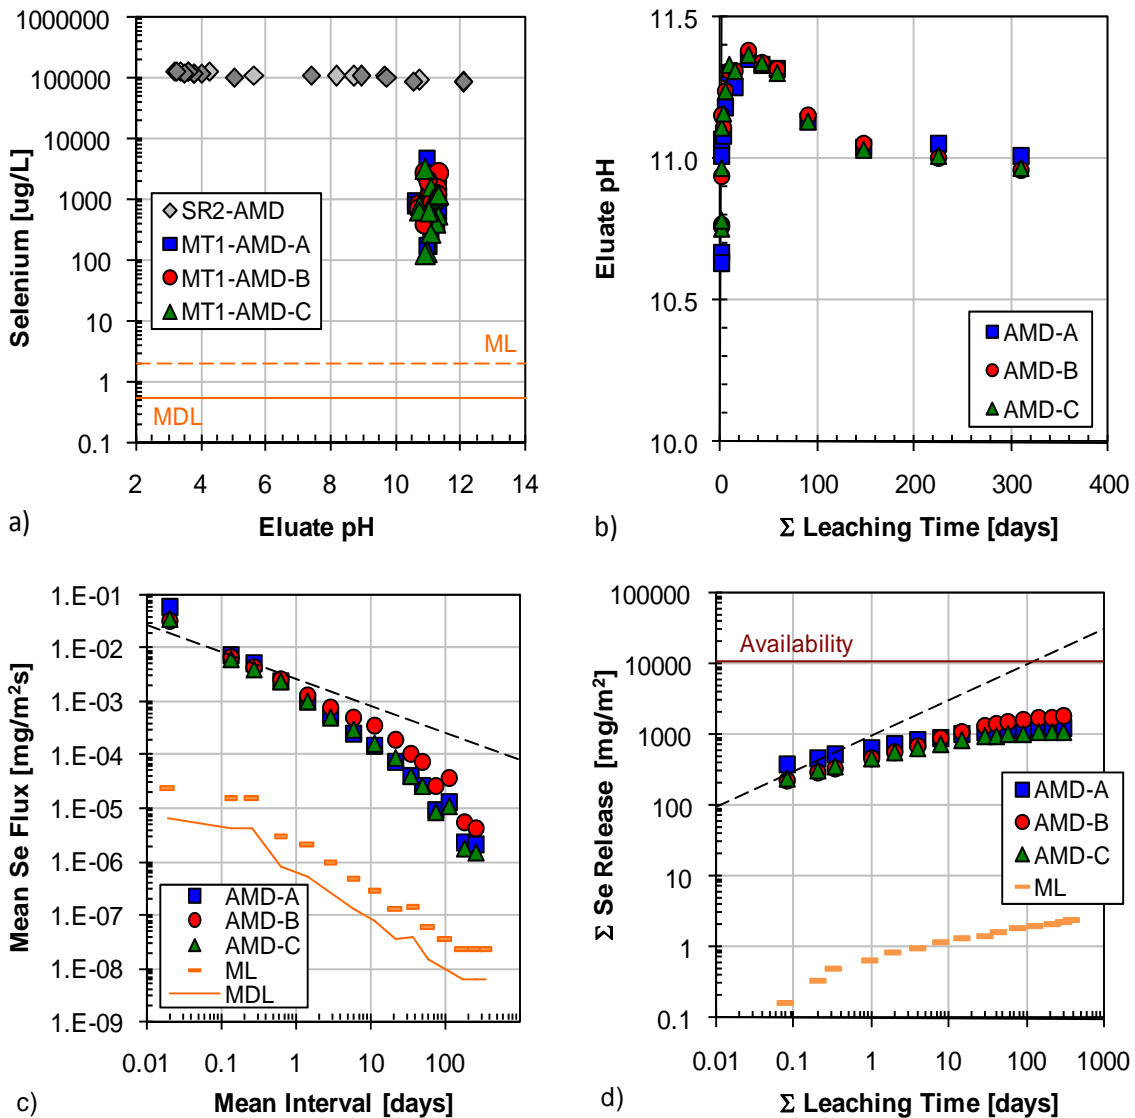 1000000
100000
10000
1000
100
10
1
0.1
Selenium [ug/L]
SR2-AMD
MT1-AMD-A
MT1-AMD-B
MT1-AMD-C
ML
MDL
2 4 6 8 10 12 14
Eluate pH
a)
11.5
11.0
10.5
10.0
Eluate pH
AMD-A
AMD-B
AMD-C
0 100 200 300 400
Σ Leaching Time [days]
b)
1.E-01
1.E-02
1.E-03
1.E-04
1.E-05
1.E-06
1.E-07
1.E-08
1.E-09
Mean Se Flux [mg/m²s]
AMD-A
AMD-B
AMD-C
ML
MDL
0.01 0.1 1 10 100
Mean Interval [days]
c)
100000
10000
1000
100
10
1
0.1
Σ Se Release [mg/m²]
Availability
AMD-A
AMD-B
AMD-C
ML
0.01 0.1 1 10 100 1000
Σ Leaching Time [days]
d)